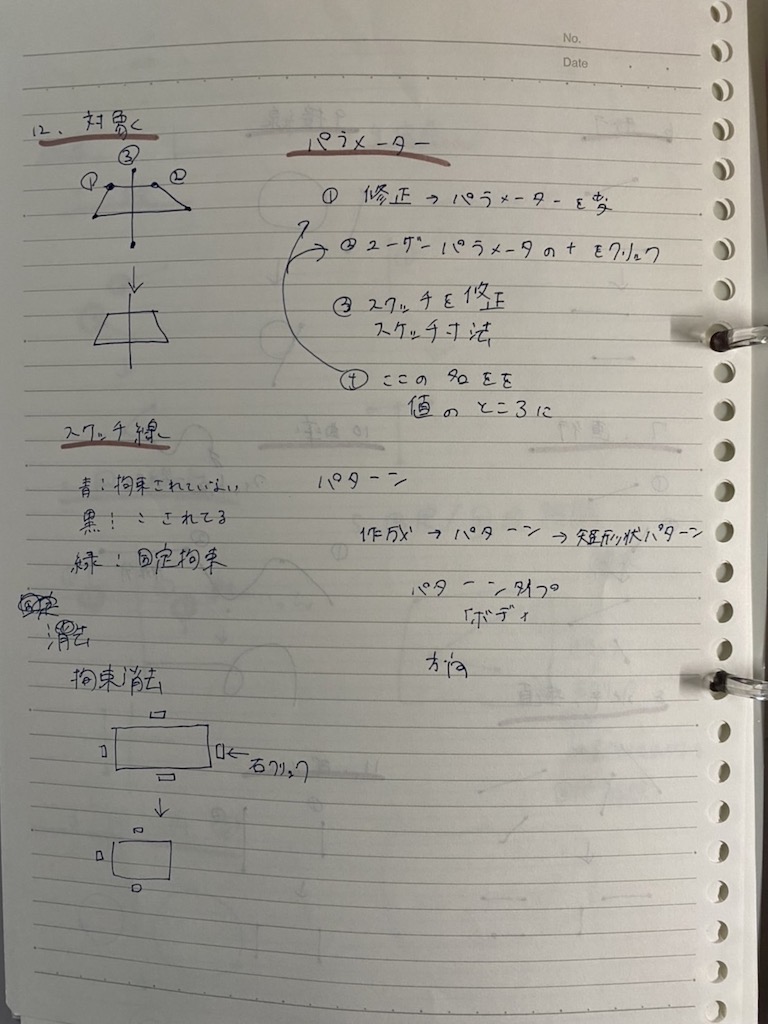 No.
Date
12. 対象
③
① ②
スケッチ線
青:拘束されていない
黒: 〃 されてる
緑:固定拘束
消去
拘束消去
←右クリック
パラメーター
① 修正 → パラメーターを変
② ユーザーパラメータの+をクリック
③ スケッチを修正
スケッチ寸法
④ ここの名を
値のところに
パターン
作成 → パターン → 矩形状パターン
パターンタイプ
「ボディ
方向